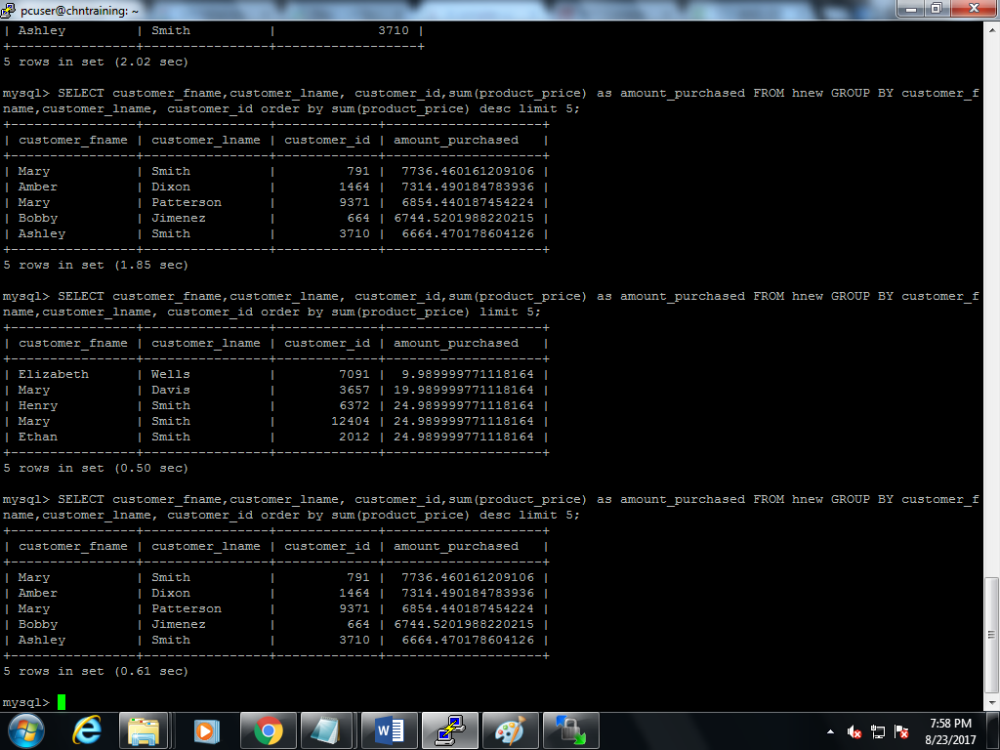 pcuser@chntraining: ~
| Ashley         | Smith          |             3710 |
+----------------+----------------+------------------+
5 rows in set (2.02 sec)
mysql> SELECT customer_fname,customer_lname, customer_id,sum(product_price) as amount_purchased FROM hnew GROUP BY customer_f
name,customer_lname, customer_id order by sum(product_price) desc limit 5;
+----------------+----------------+-------------+--------------------+
| customer_fname | customer_lname | customer_id | amount_purchased   |
+----------------+----------------+-------------+--------------------+
| Mary           | Smith          |         791 |  7736.460161209106 |
| Amber          | Dixon          |        1464 |  7314.490184783936 |
| Mary           | Patterson      |        9371 |  6854.440187454224 |
| Bobby          | Jimenez        |         664 | 6744.5201988220215 |
| Ashley         | Smith          |        3710 |  6664.470178604126 |
+----------------+----------------+-------------+--------------------+
5 rows in set (1.85 sec)
mysql> SELECT customer_fname,customer_lname, customer_id,sum(product_price) as amount_purchased FROM hnew GROUP BY customer_f
name,customer_lname, customer_id order by sum(product_price) limit 5;
+----------------+----------------+-------------+--------------------+
| customer_fname | customer_lname | customer_id | amount_purchased   |
+----------------+----------------+-------------+--------------------+
| Elizabeth      | Wells          |        7091 |  9.989999771118164 |
| Mary           | Davis          |        3657 | 19.989999771118164 |
| Henry          | Smith          |        6372 | 24.989999771118164 |
| Mary           | Smith          |       12404 | 24.989999771118164 |
| Ethan          | Smith          |        2012 | 24.989999771118164 |
+----------------+----------------+-------------+--------------------+
5 rows in set (0.50 sec)
mysql> SELECT customer_fname,customer_lname, customer_id,sum(product_price) as amount_purchased FROM hnew GROUP BY customer_f
name,customer_lname, customer_id order by sum(product_price) desc limit 5;
+----------------+----------------+-------------+--------------------+
| customer_fname | customer_lname | customer_id | amount_purchased   |
+----------------+----------------+-------------+--------------------+
| Mary           | Smith          |         791 |  7736.460161209106 |
| Amber          | Dixon          |        1464 |  7314.490184783936 |
| Mary           | Patterson      |        9371 |  6854.440187454224 |
| Bobby          | Jimenez        |         664 | 6744.5201988220215 |
| Ashley         | Smith          |        3710 |  6664.470178604126 |
+----------------+----------------+-------------+--------------------+
5 rows in set (0.61 sec)
mysql>
7:58 PM
8/23/2017